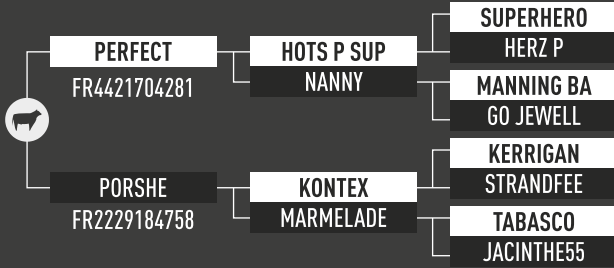 PERFECT
FR4421704281
HOTS P SUP
NANNY
SUPERHERO
HERZ P
MANNING BA
GO JEWELL
PORSHE
FR2229184758
KONTEX
MARMELADE
KERRIGAN
STRANDFEE
TABASCO
JACINTHE55